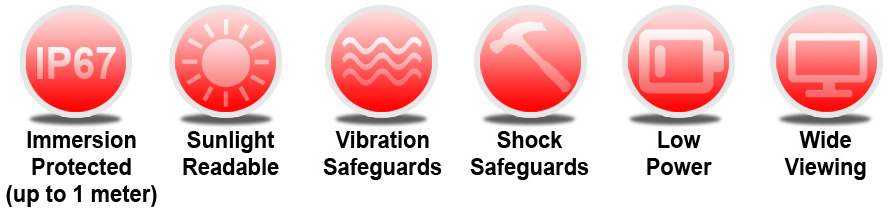 IP67
Immersion
Protected
(up to 1 meter)
Sunlight
Readable
Vibration
Safeguards
Shock
Safeguards
Low
Power
Wide
Viewing